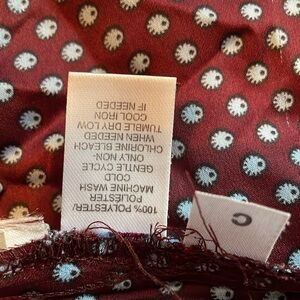 100% POLYESTER/
POLIESTER
MACHINE WASH
COLD
GENTLE CYCLE
ONLY NON-
CHLORINE BLEACH
WHEN NEEDED
TUMBLE DRY LOW
COOL IRON
IF NEEDED
C